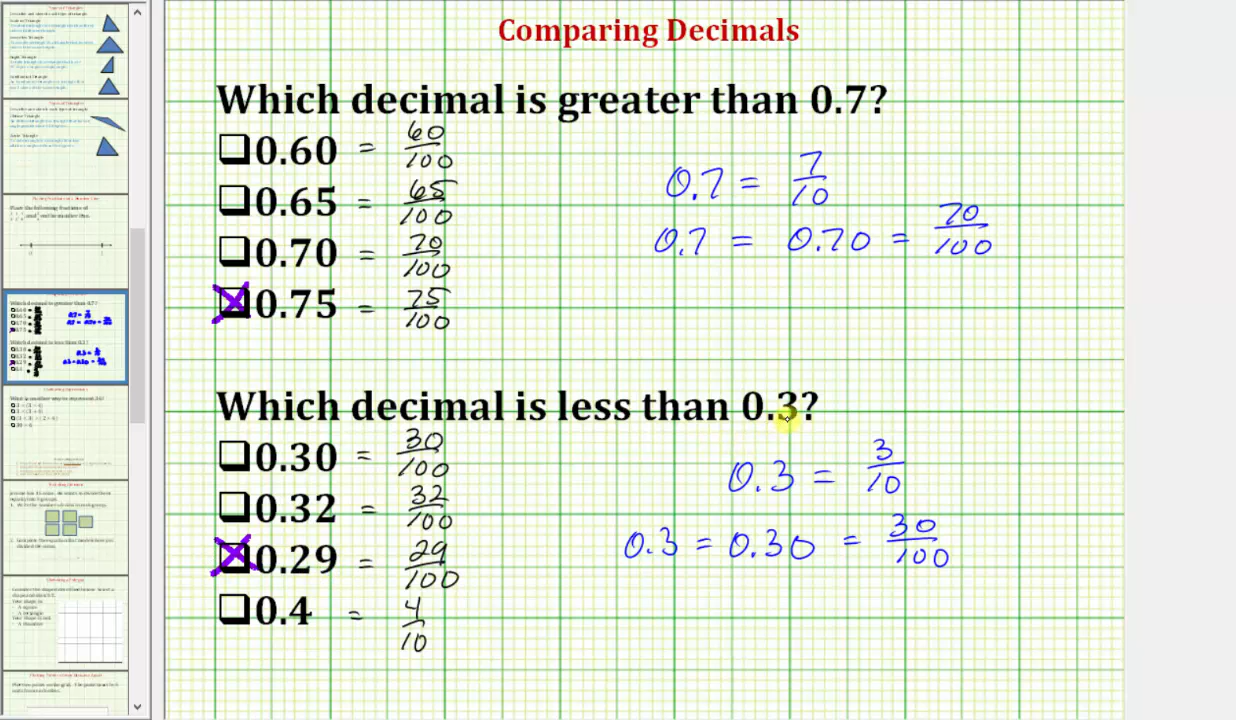 Comparing Decimals
Which decimal is greater than 0.7?
❑0.60 = 60/100
❑0.65 = 65/100
❑0.70 = 70/100
❑0.75 = 75/100
0.7 = 7/10
0.7 = 0.70 = 70/100
Which decimal is less than 0.3?
❑0.30 = 30/100
❑0.32 = 32/100
❑0.29 = 29/100
❑0.4 = 4/10
0.3 = 3/10
0.3 = 0.30 = 30/100